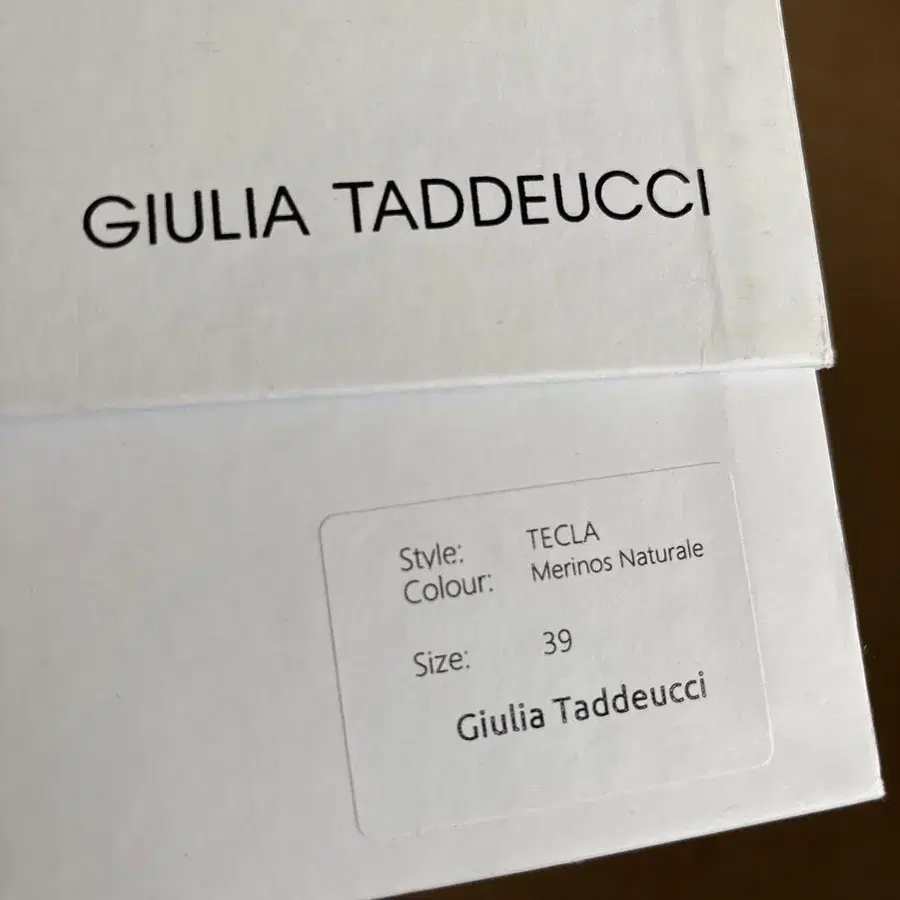 GIULIA TADDEUCCI
Style: TECLA
Colour: Merinos Naturale
Size: 39
Giulia Taddeucci